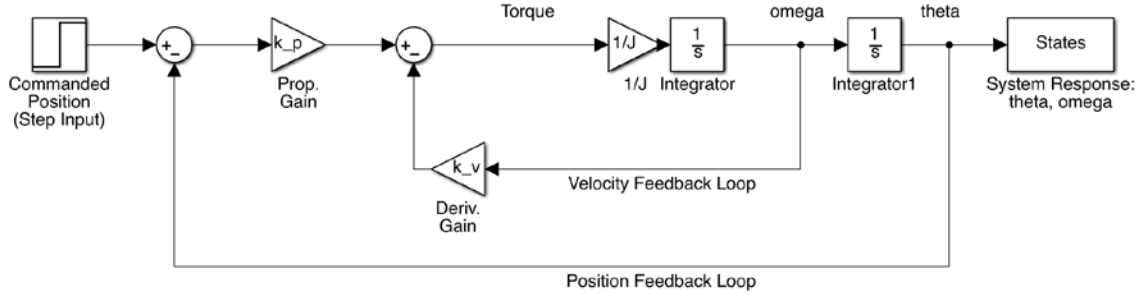 Torque
omega
theta
+
-
k_p
+
-
1/J
1
s
1
s
States
Commanded
Position
(Step Input)
Prop.
Gain
1/J
Integrator
Integrator1
System Response:
theta, omega
k_v
Velocity Feedback Loop
Deriv.
Gain
Position Feedback Loop